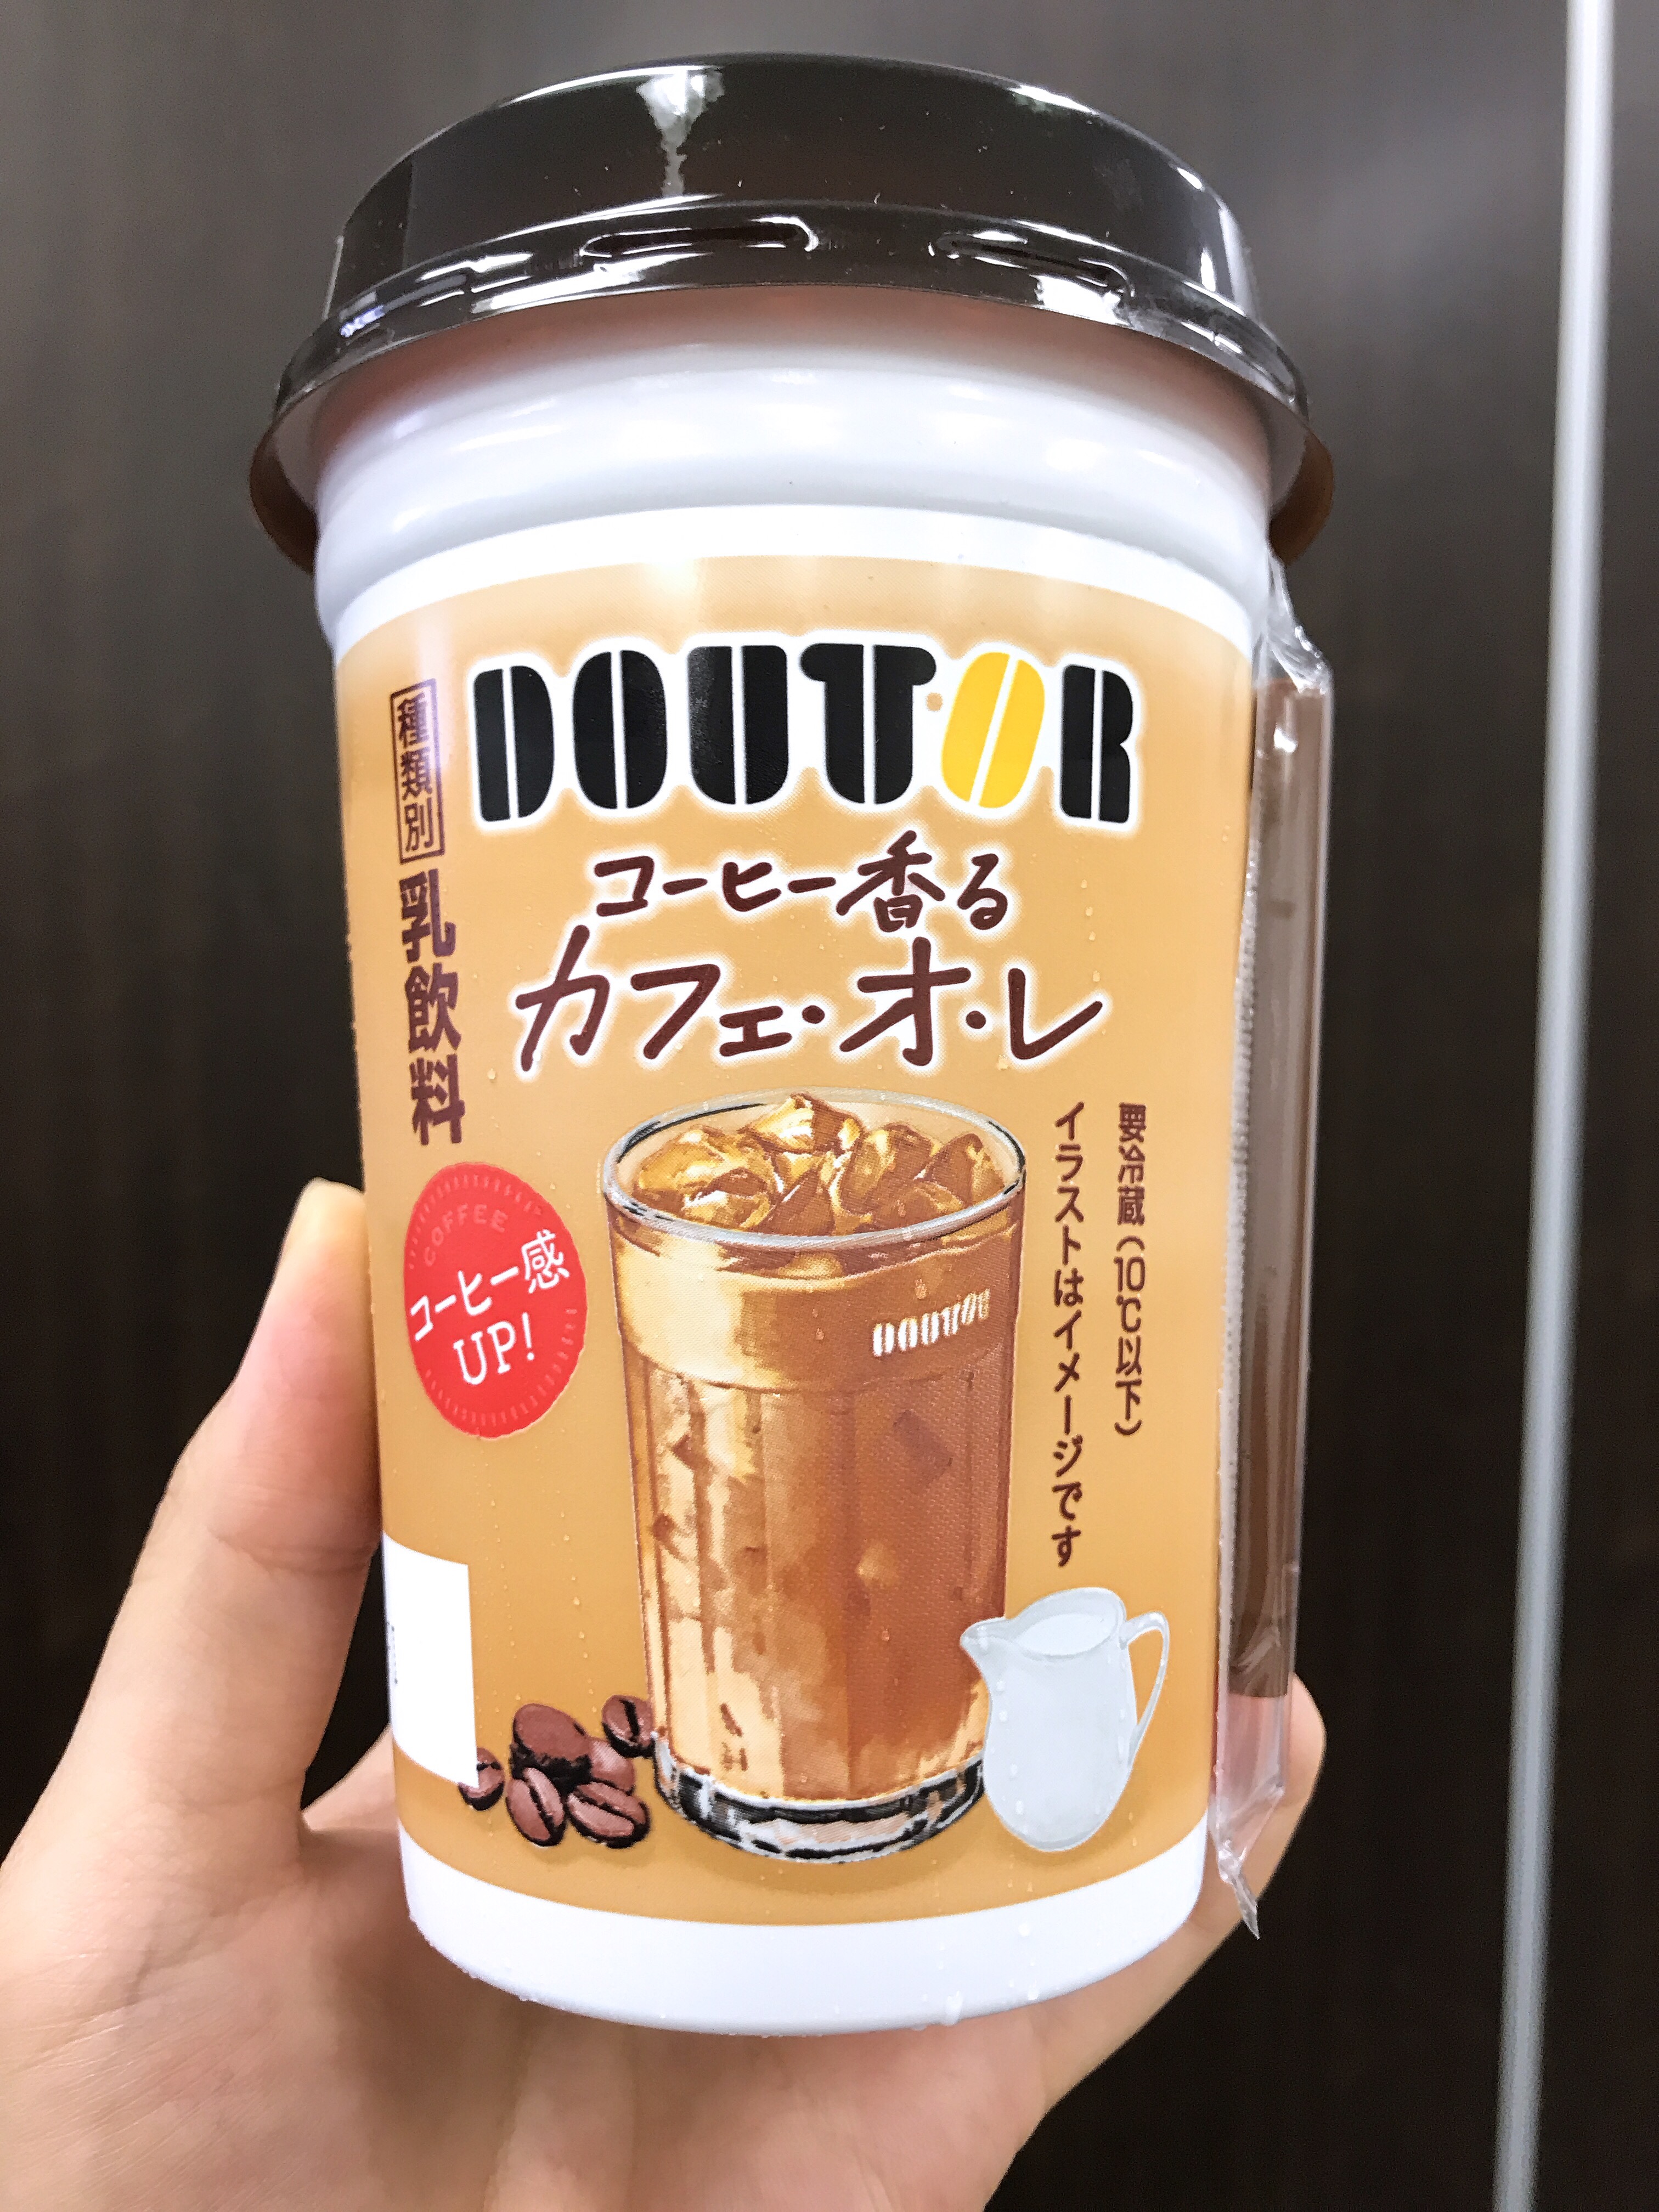 DOUTOR
コーヒー香る
カフェ・オ・レ
種類別 乳飲料
COFFEE
コーヒー感
UP!
要冷蔵(10℃以下)
イラストはイメージです
DOUTOR